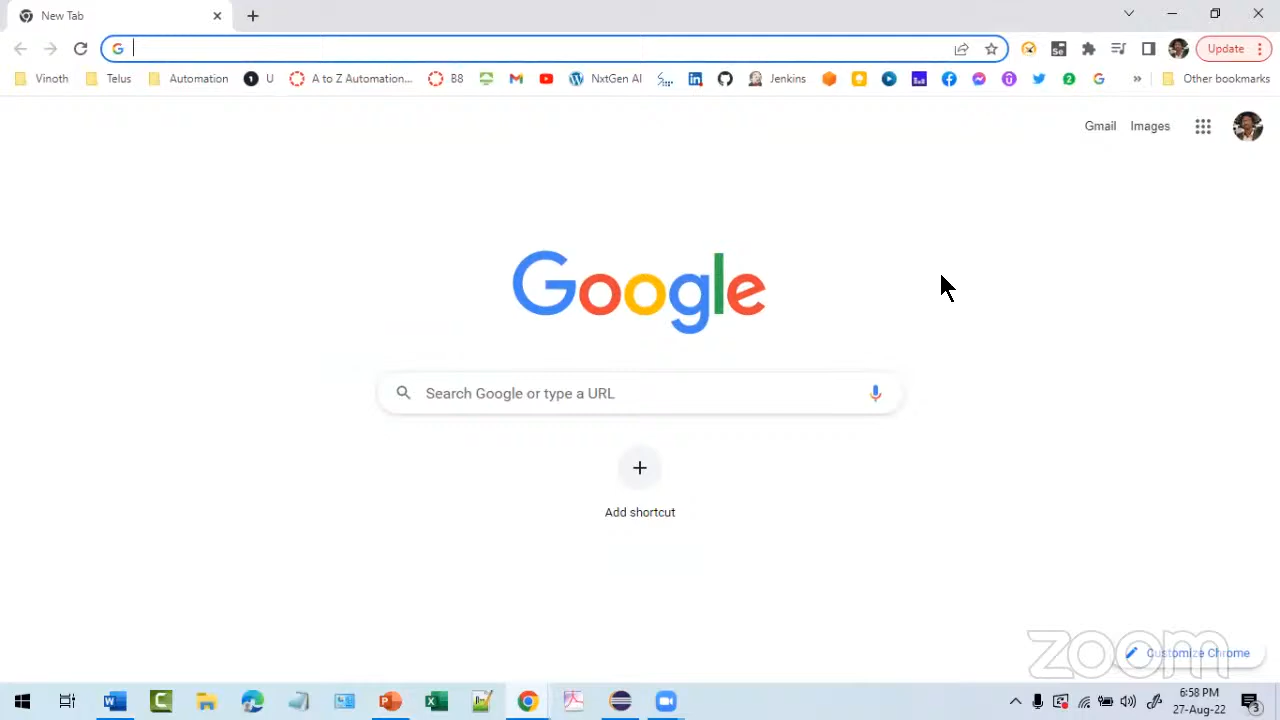 New Tab
Update
Vinoth
Telus
Automation
U
A to Z Automation...
B8
NxtGen AI
Jenkins
»
Other bookmarks
Gmail
Images
Google
Search Google or type a URL
Add shortcut
Customize Chrome
zoom
6:58 PM
27-Aug-22